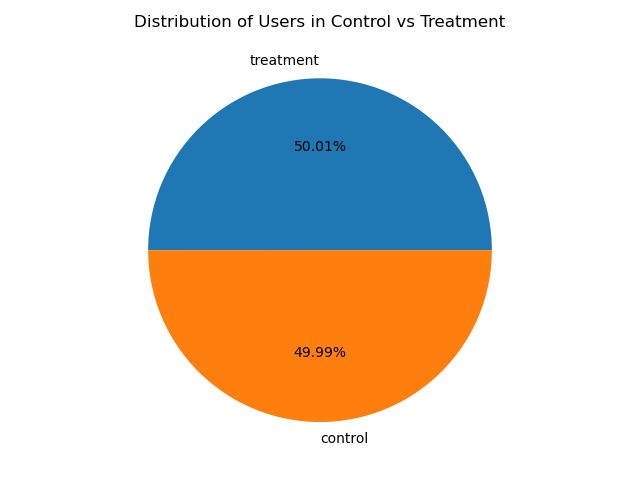 Distribution of Users in Control vs Treatment
treatment
50.01%
49.99%
control